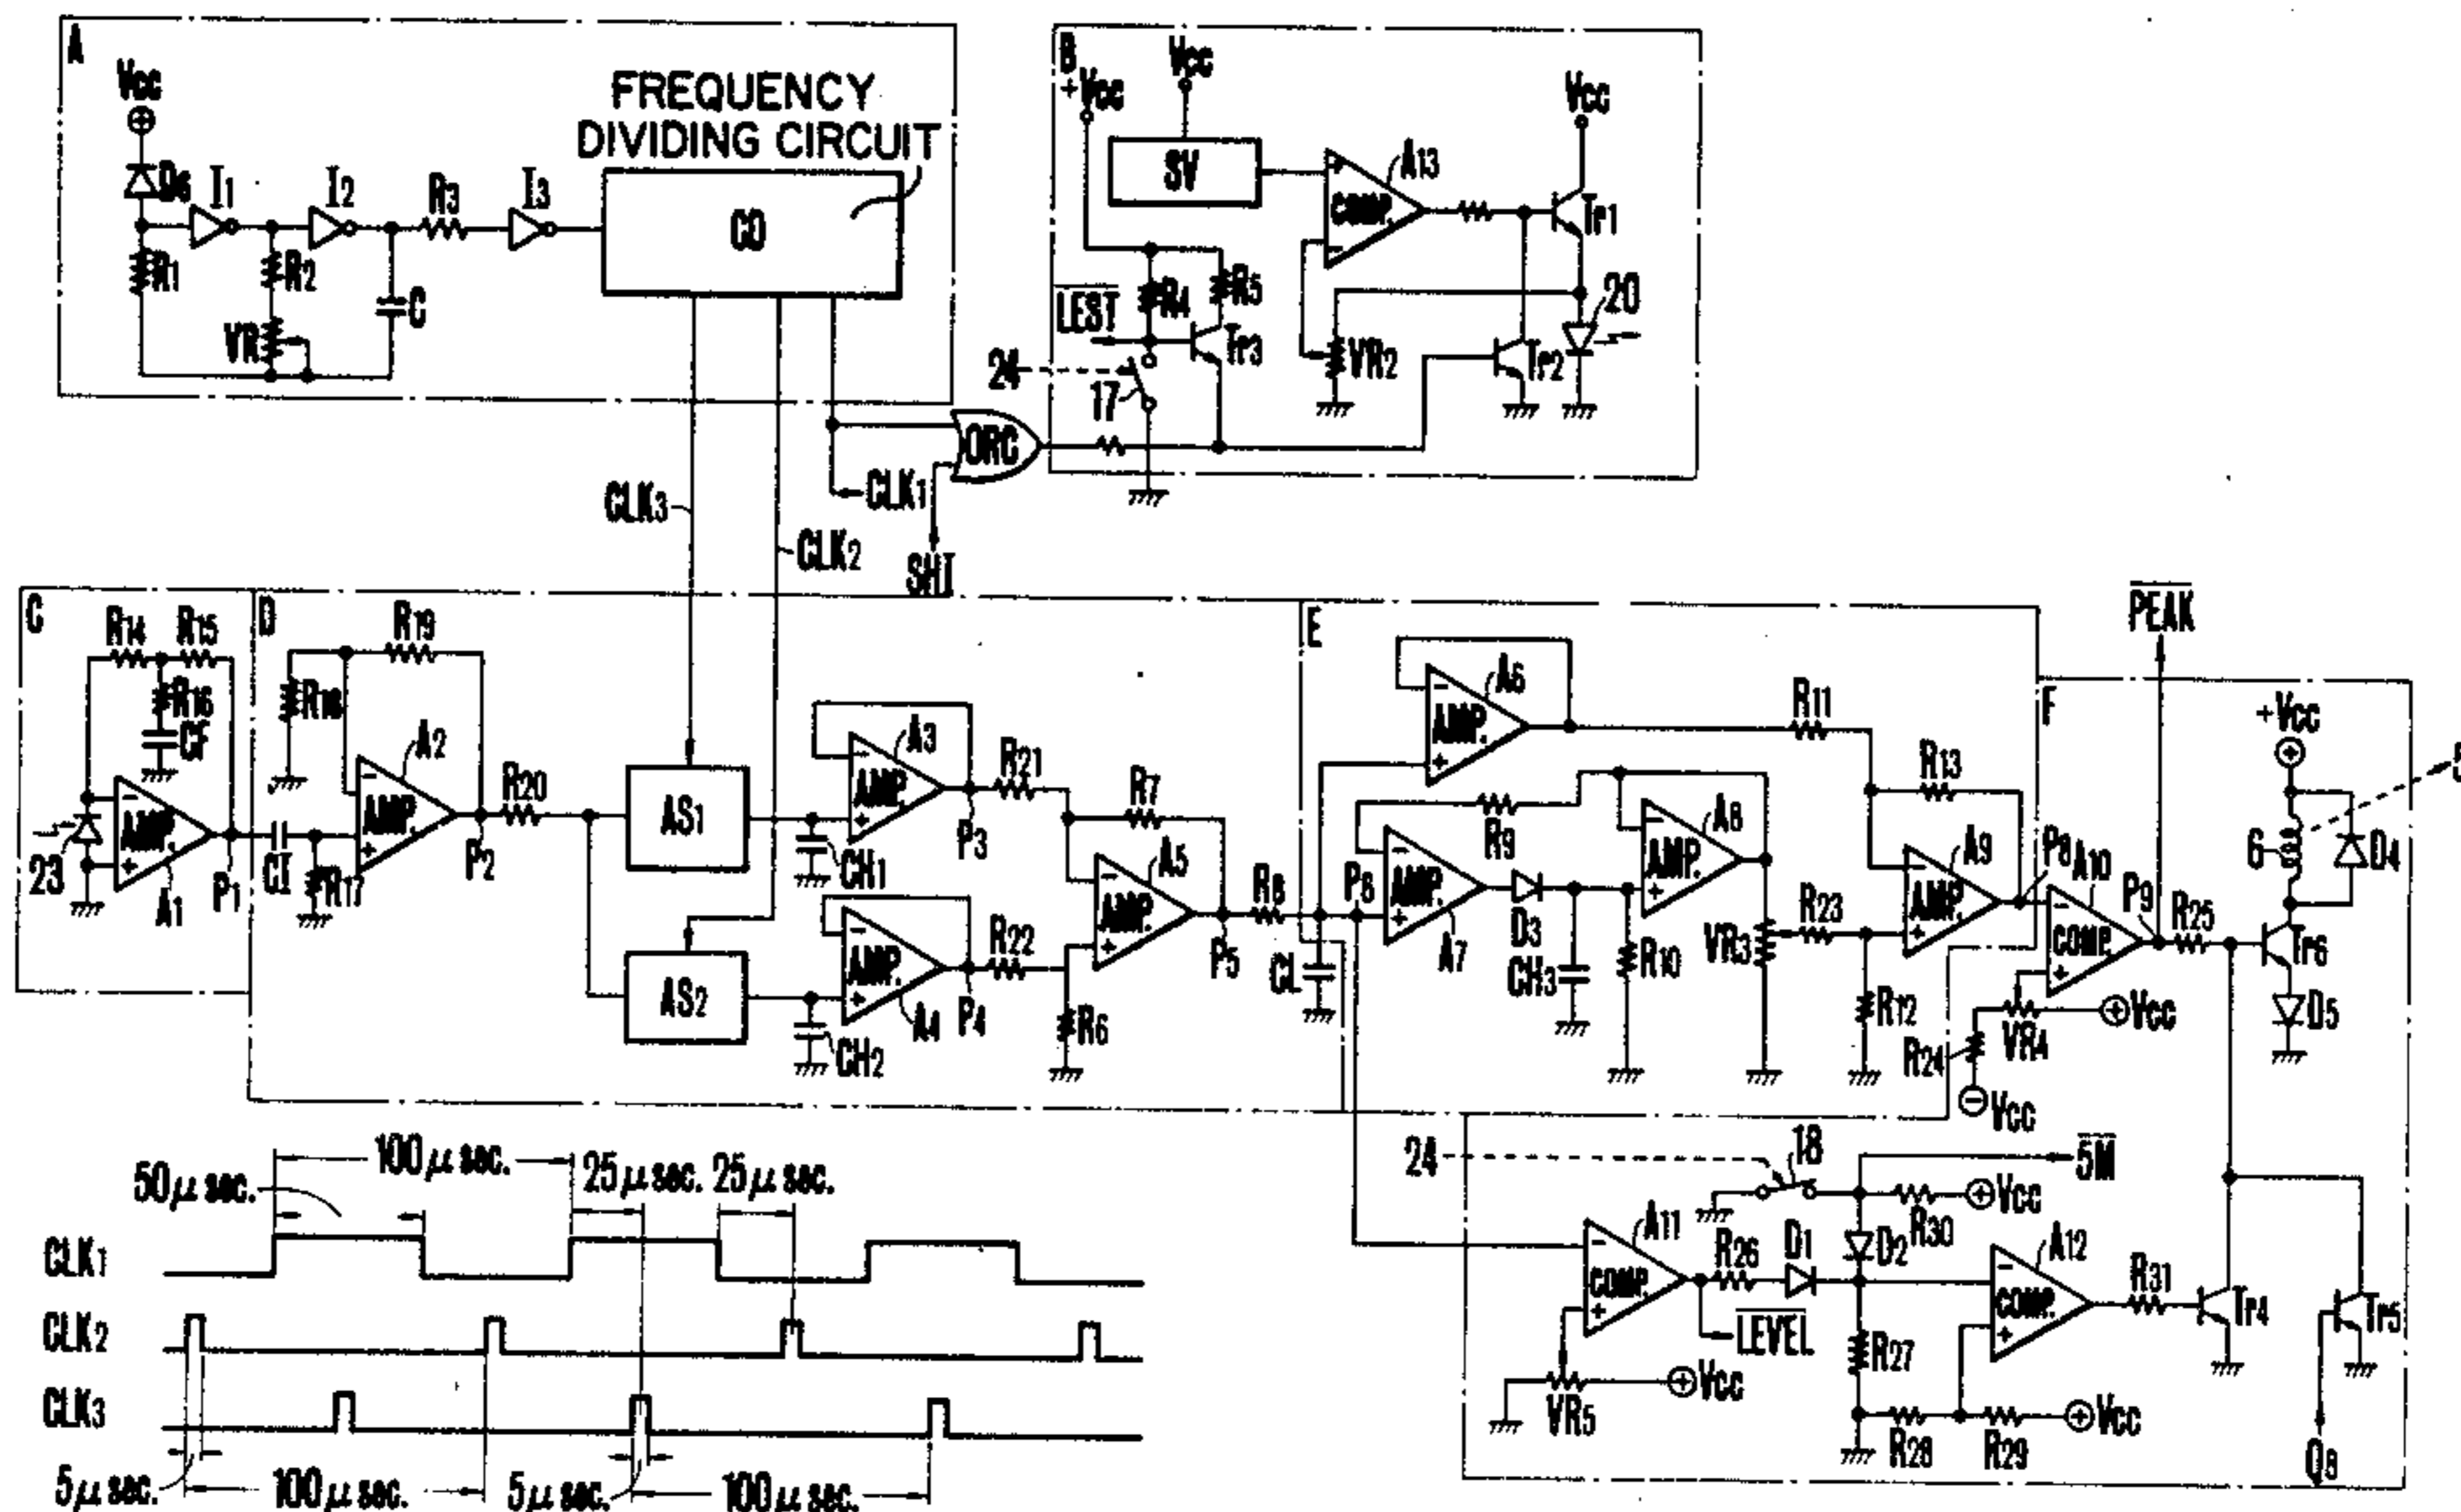 A
Vcc
D6
I1
I2
R3
I3
R1
R2
VR
C
FREQUENCY
DIVIDING CIRCUIT
CD
B
+Vcc
Vcc
SV
A13
COMP.
Vcc
Tr1
LEST
R4
R5
Tr3
VR2
Tr2
20
24
17
ORC
CLK3
CLK1
CLK2
SHI
C
R14
R15
R16
CF
AMP.
23
A1
P1
D
R18
R19
A2
AMP.
CI
R17
P2
R20
AS1
AS2
A3
AMP.
CH1
P3
R21
R7
A4
AMP.
CH2
P4
R22
R6
A5
AMP.
P5
R8
CL
E
A6
AMP.
R11
R9
P6
AMP.
A7
D3
CH3
R10
A8
AMP.
VR3
R23
R12
R13
A9
AMP.
P8
F
A10
COMP.
P9
R25
PEAK
+Vcc
5
6
D4
Tr6
D5
R24
VR4
Vcc
Vcc
24
18
5M
Vcc
R30
D2
A11
COMP.
R26
D1
LEVEL
VR5
Vcc
R27
R28
R29
Vcc
A12
COMP.
R31
Tr4
Tr5
Q8
50μ sec.
100μ sec.
25μ sec.
25μ sec.
CLK1
CLK2
CLK3
5μ sec.
100μ sec.
5μ sec.
100μ sec.